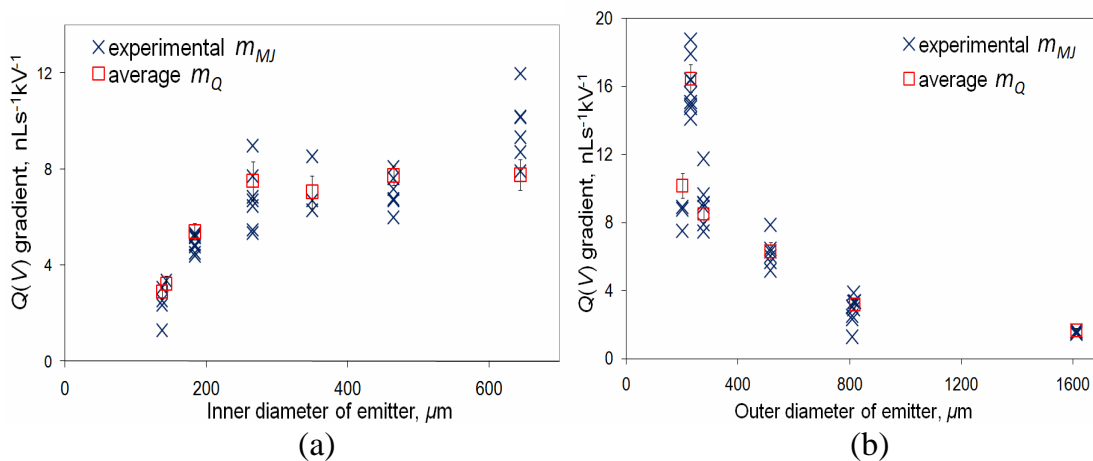 experimental m_MJ
average m_Q
Q(V) gradient, nLs⁻¹kV⁻¹
12
8
4
0
0
200
400
600
Inner diameter of emitter, µm
(a)
experimental m_MJ
average m_Q
Q(V) gradient, nLs⁻¹kV⁻¹
20
16
12
8
4
0
0
400
800
1200
1600
Outer diameter of emitter, µm
(b)